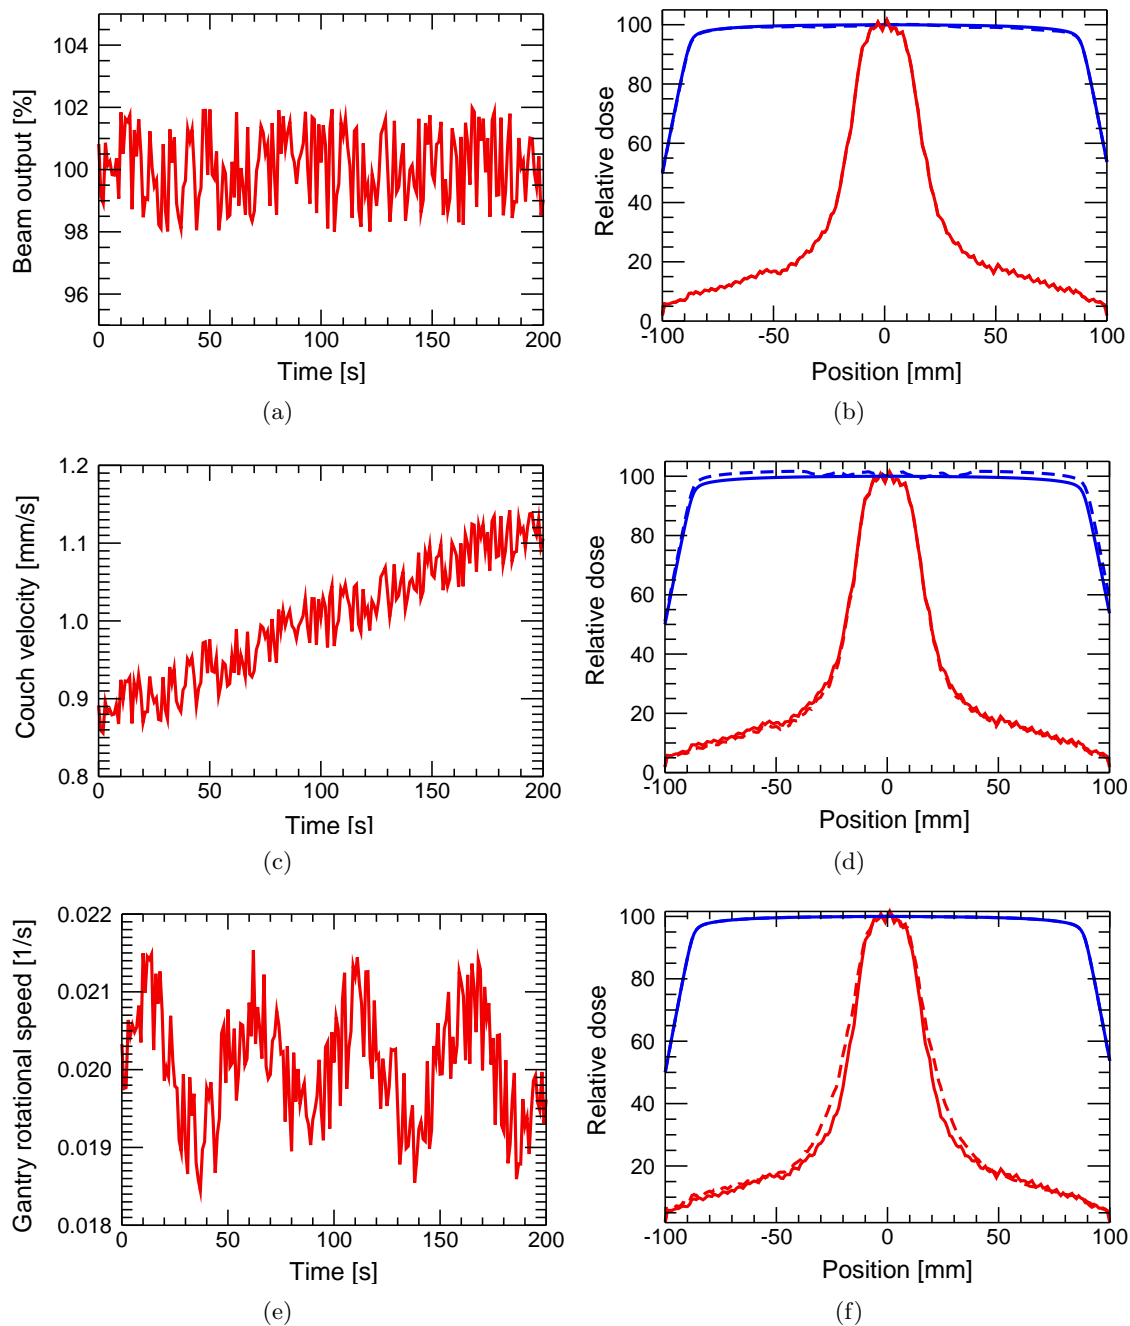 104
102
100
98
96
Beam output [%]
0 50 100 150 200
Time [s]
(a)
100
80
60
40
20
0
Relative dose
-100 -50 0 50 100
Position [mm]
(b)
1.2
1.1
1.0
0.9
0.8
Couch velocity [mm/s]
0 50 100 150 200
Time [s]
(c)
100
80
60
40
20
0
Relative dose
-100 -50 0 50 100
Position [mm]
(d)
0.022
0.021
0.020
0.019
0.018
Gantry rotational speed [1/s]
0 50 100 150 200
Time [s]
(e)
100
80
60
40
20
Relative dose
-100 -50 0 50 100
Position [mm]
(f)